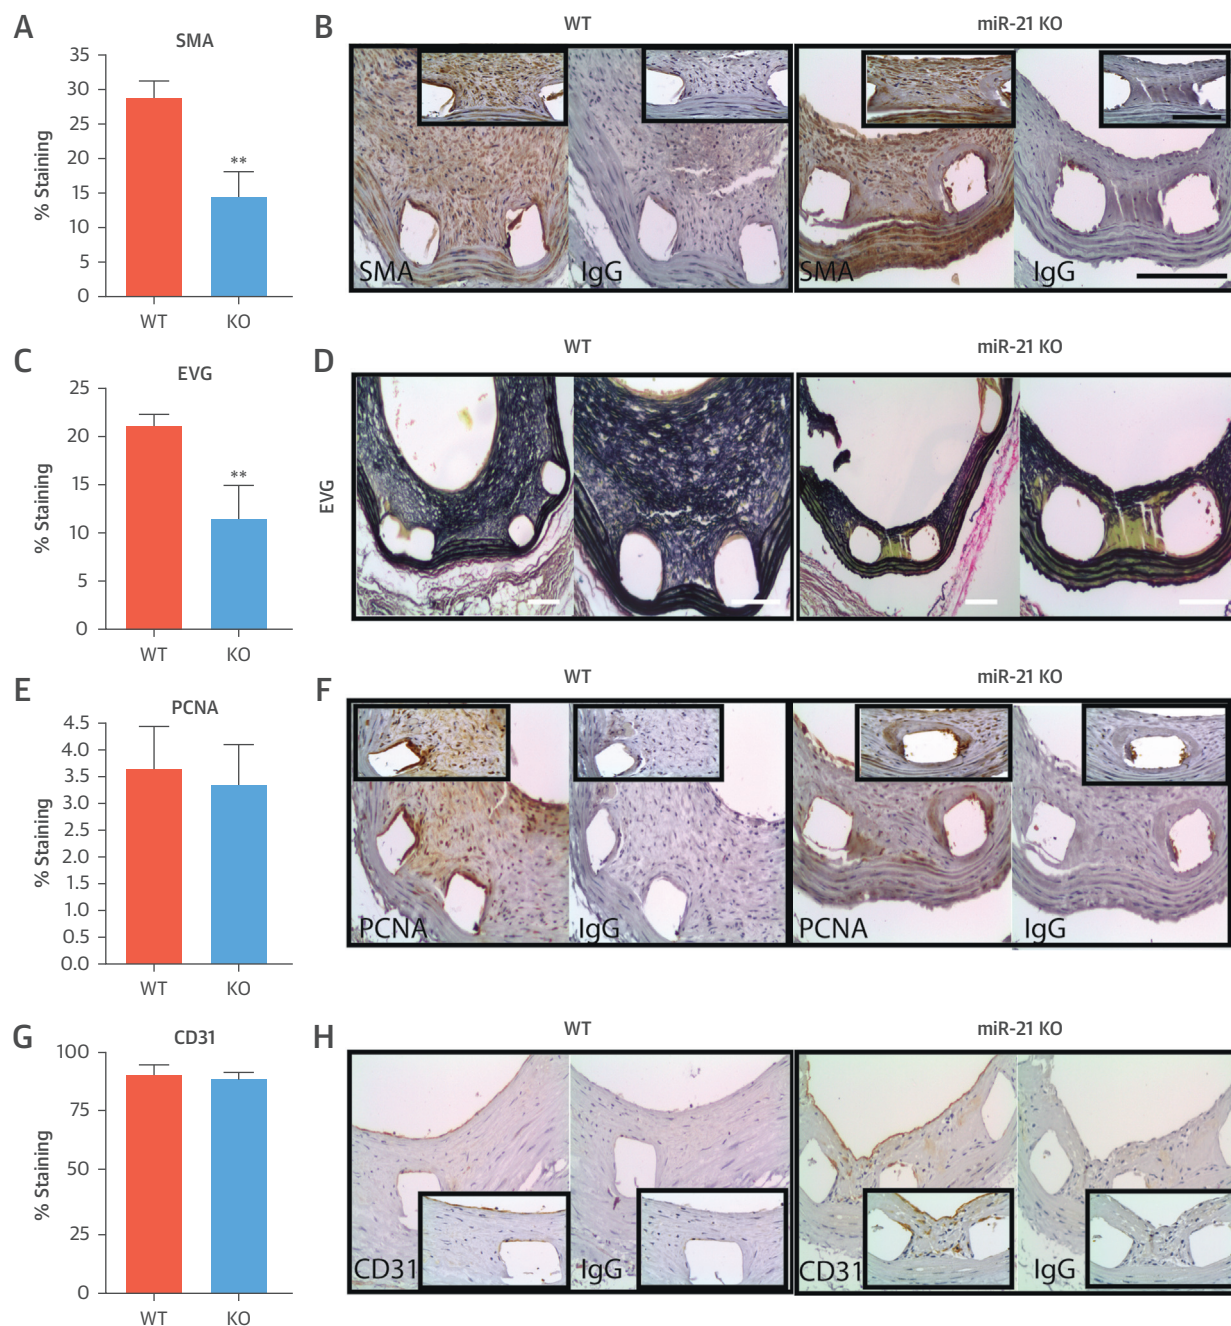 A
SMA
35
30
25
20
15
10
5
0
% Staining
**
WT
KO
B
WT
miR-21 KO
SMA
IgG
SMA
IgG
C
EVG
25
20
15
10
5
0
% Staining
**
WT
KO
D
WT
miR-21 KO
EVG
E
PCNA
4.5
4.0
3.5
3.0
2.5
2.0
1.5
1.0
0.5
0.0
% Staining
WT
KO
F
WT
miR-21 KO
PCNA
IgG
PCNA
IgG
G
CD31
100
75
50
25
0
% Staining
WT
KO
H
WT
miR-21 KO
CD31
IgG
CD31
IgG